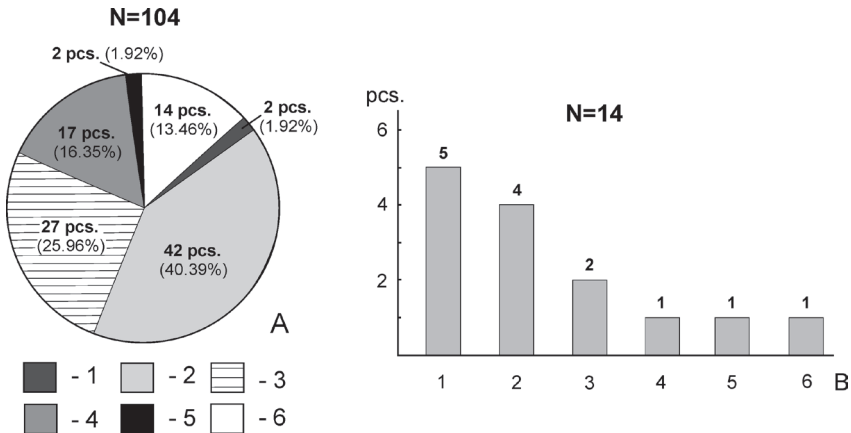 N=104
2 pcs. (1.92%)
14 pcs.
(13.46%)
2 pcs.
(1.92%)
17 pcs.
(16.35%)
27 pcs.
(25.96%)
42 pcs.
(40.39%)
A
- 1
- 2
- 3
- 4
- 5
- 6
pcs.
N=14
6
4
2
5
4
2
1
1
1
1 2 3 4 5 6 B